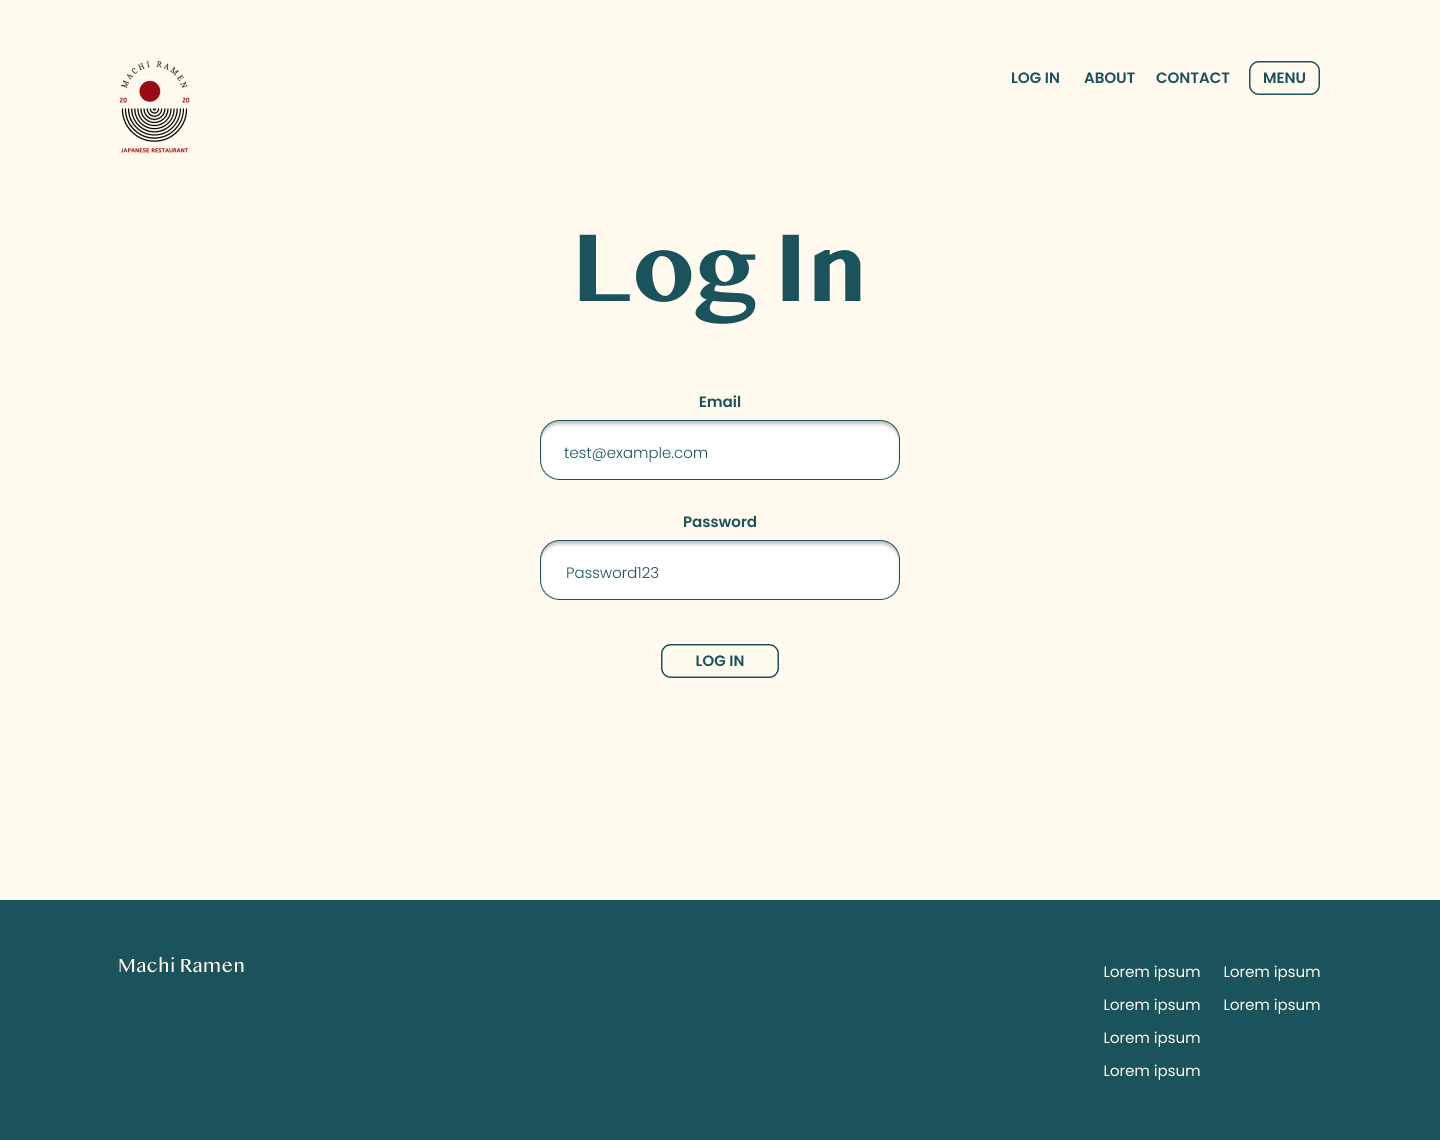 MACHI RAMEN
20 20
JAPANESE RESTAURANT
LOG IN ABOUT CONTACT MENU
Log In
Email
test@example.com
Password
Password123
LOG IN
Machi Ramen
Lorem ipsum Lorem ipsum
Lorem ipsum Lorem ipsum
Lorem ipsum
Lorem ipsum